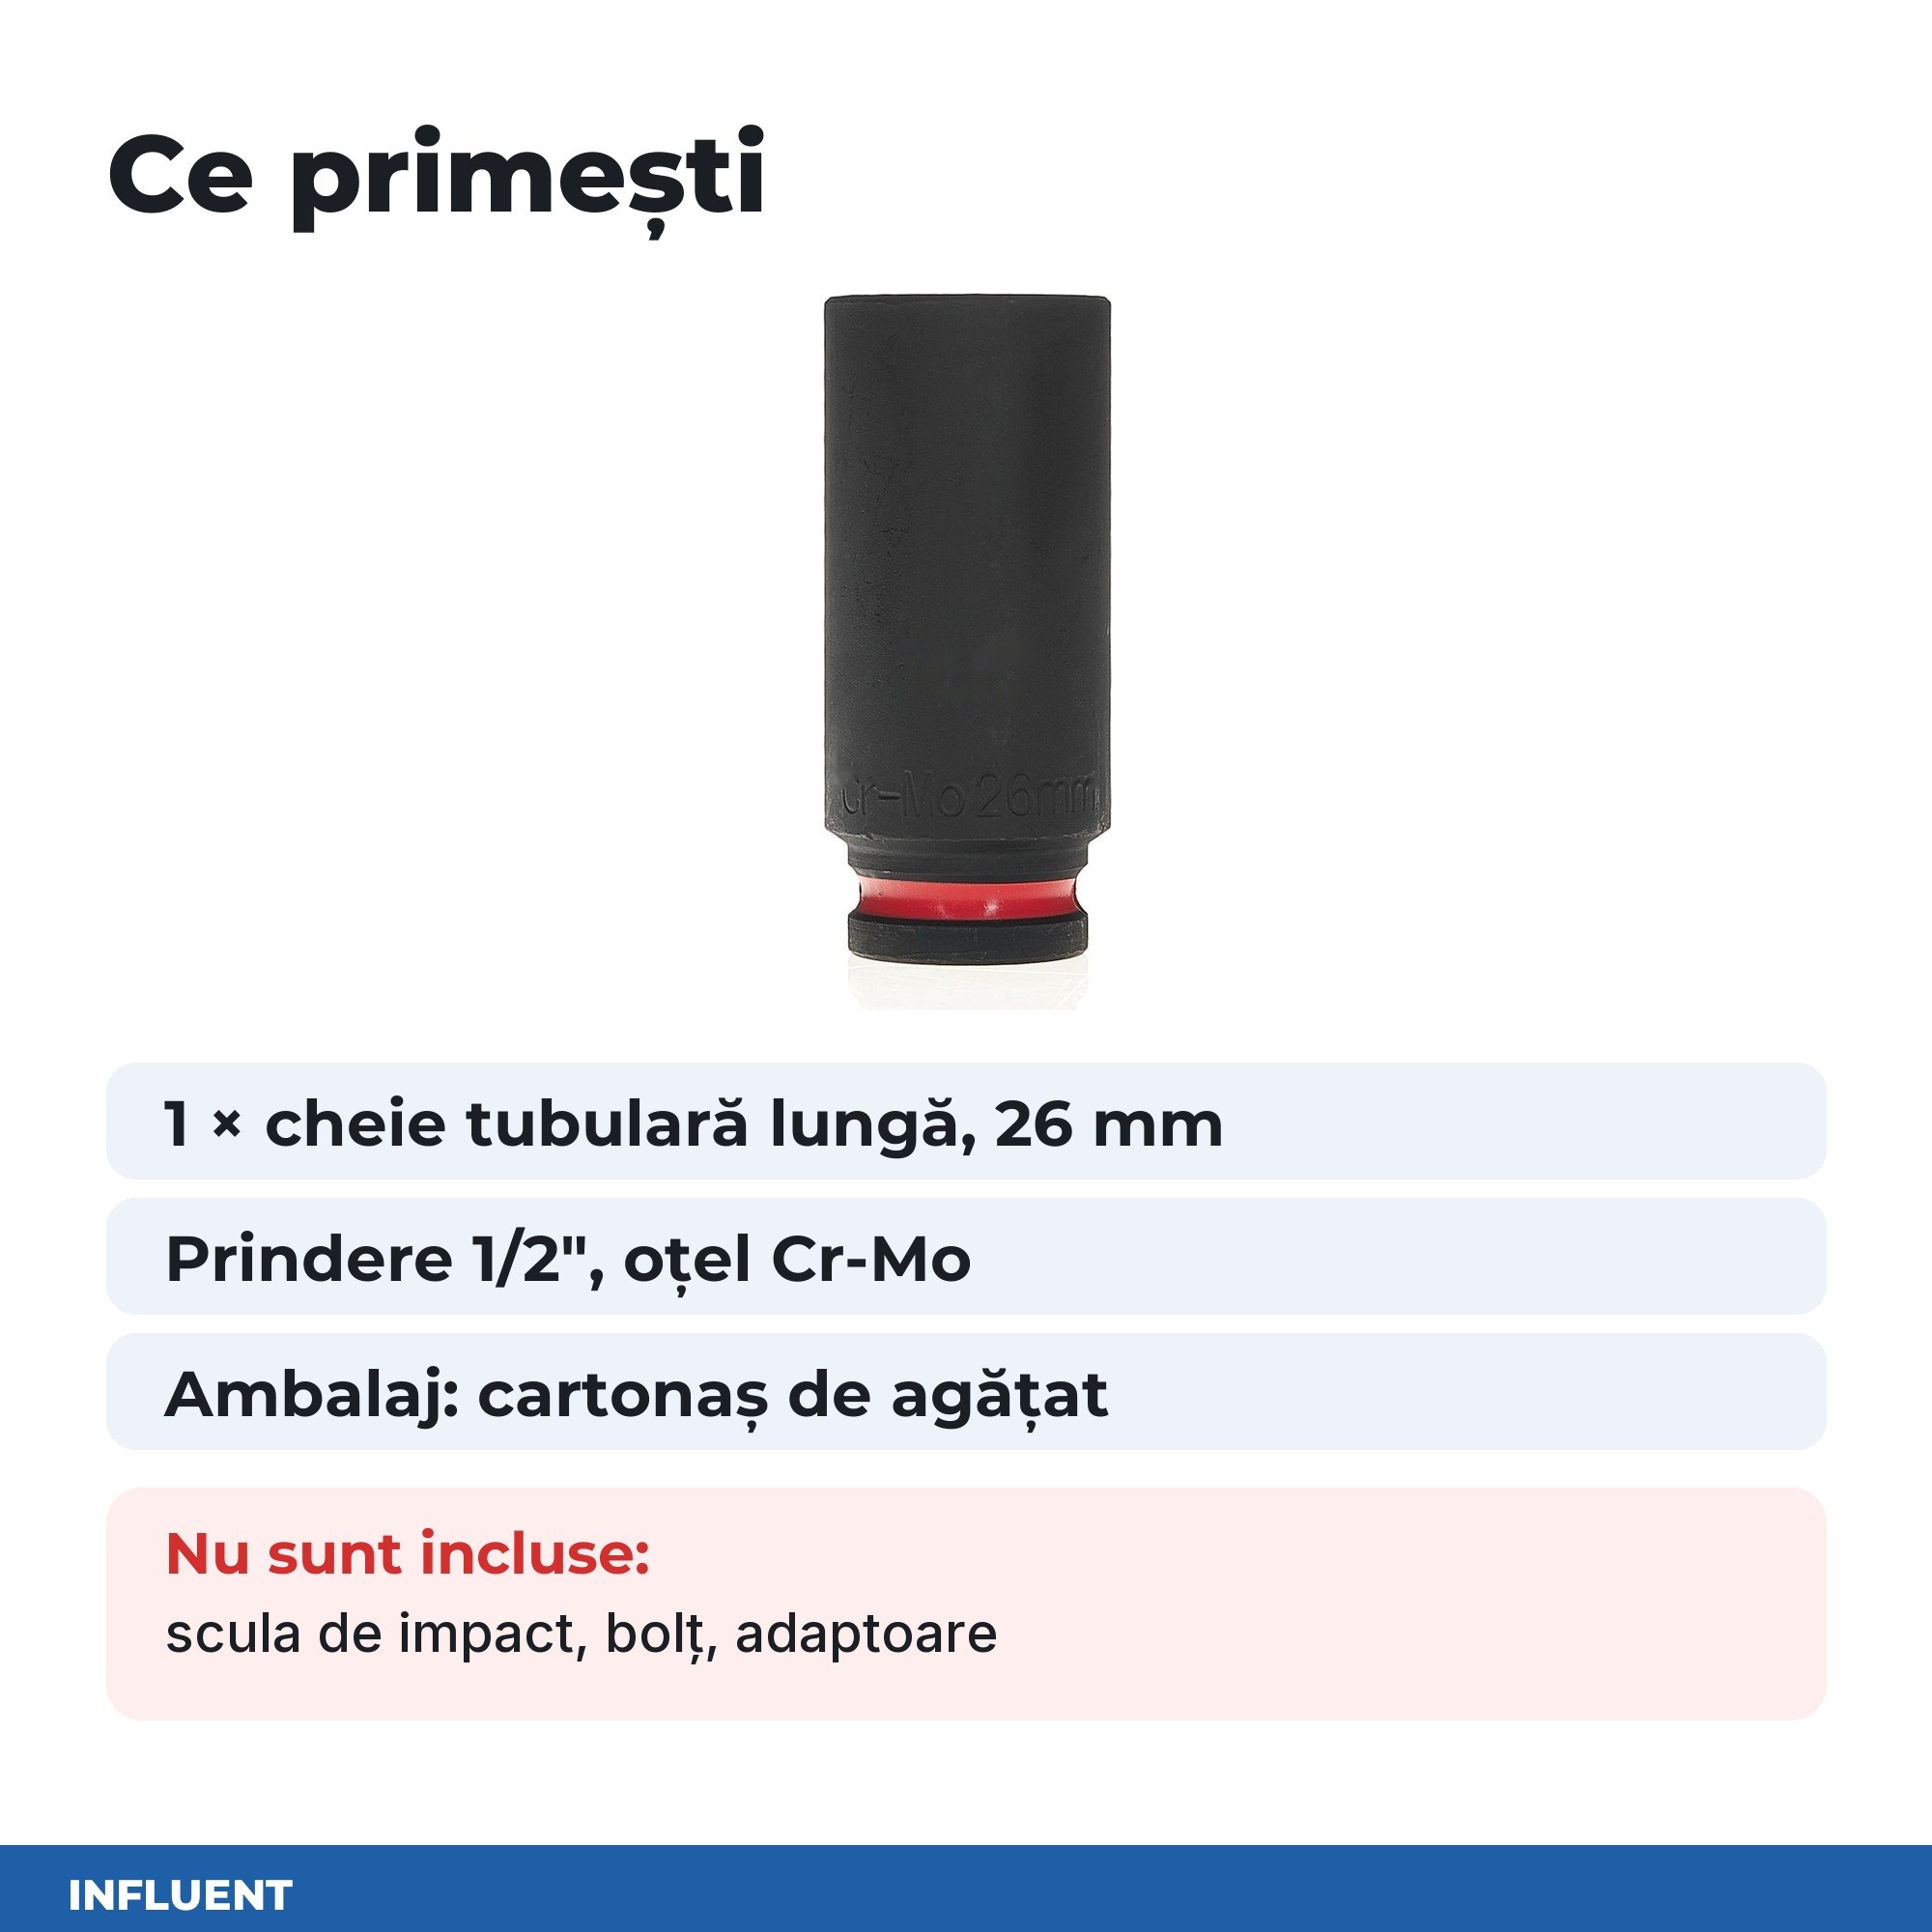 Ce primești
Cr-Mo 26mm
1 × cheie tubulară lungă, 26 mm
Prindere 1/2", oțel Cr-Mo
Ambalaj: cartonaș de agățat
Nu sunt incluse:
scula de impact, bolț, adaptoare
INFLUENT